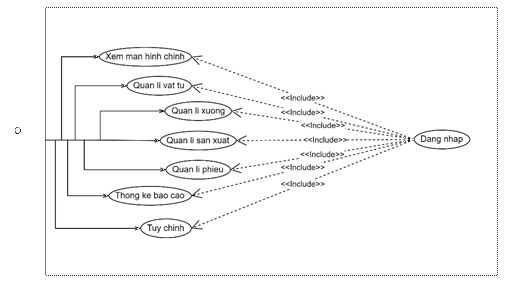 Xem man hinh chinh
Quan li vat tu
<<Include>>
Quan li xuong
<<Include>>
<<Include>>
Quan li san xuat
<<Include>>
Dang nhap
<<Include>>
Quan li phieu
<<Include>>
Thong ke bao cao
<<Include>>
Tuy chinh